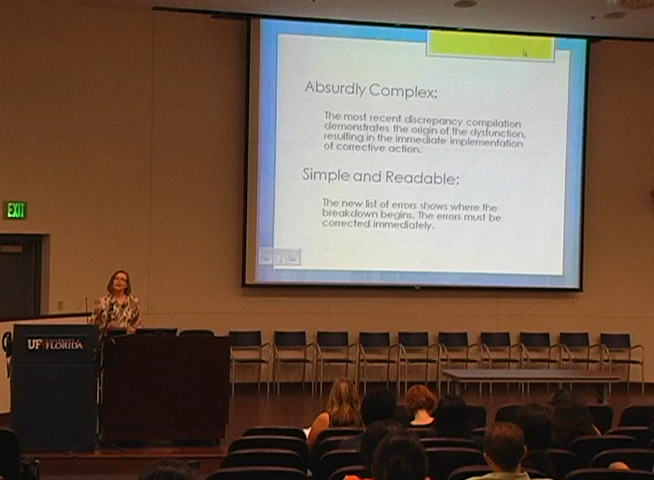 Absurdly Complex:
The most recent discrepancy compilation
demonstrates the origin of the dysfunction,
resulting in the immediate implementation
of corrective action.
Simple and Readable:
The new list of errors shows where the
breakdown begins. The errors must be
corrected immediately.
EXIT
UF FLORIDA